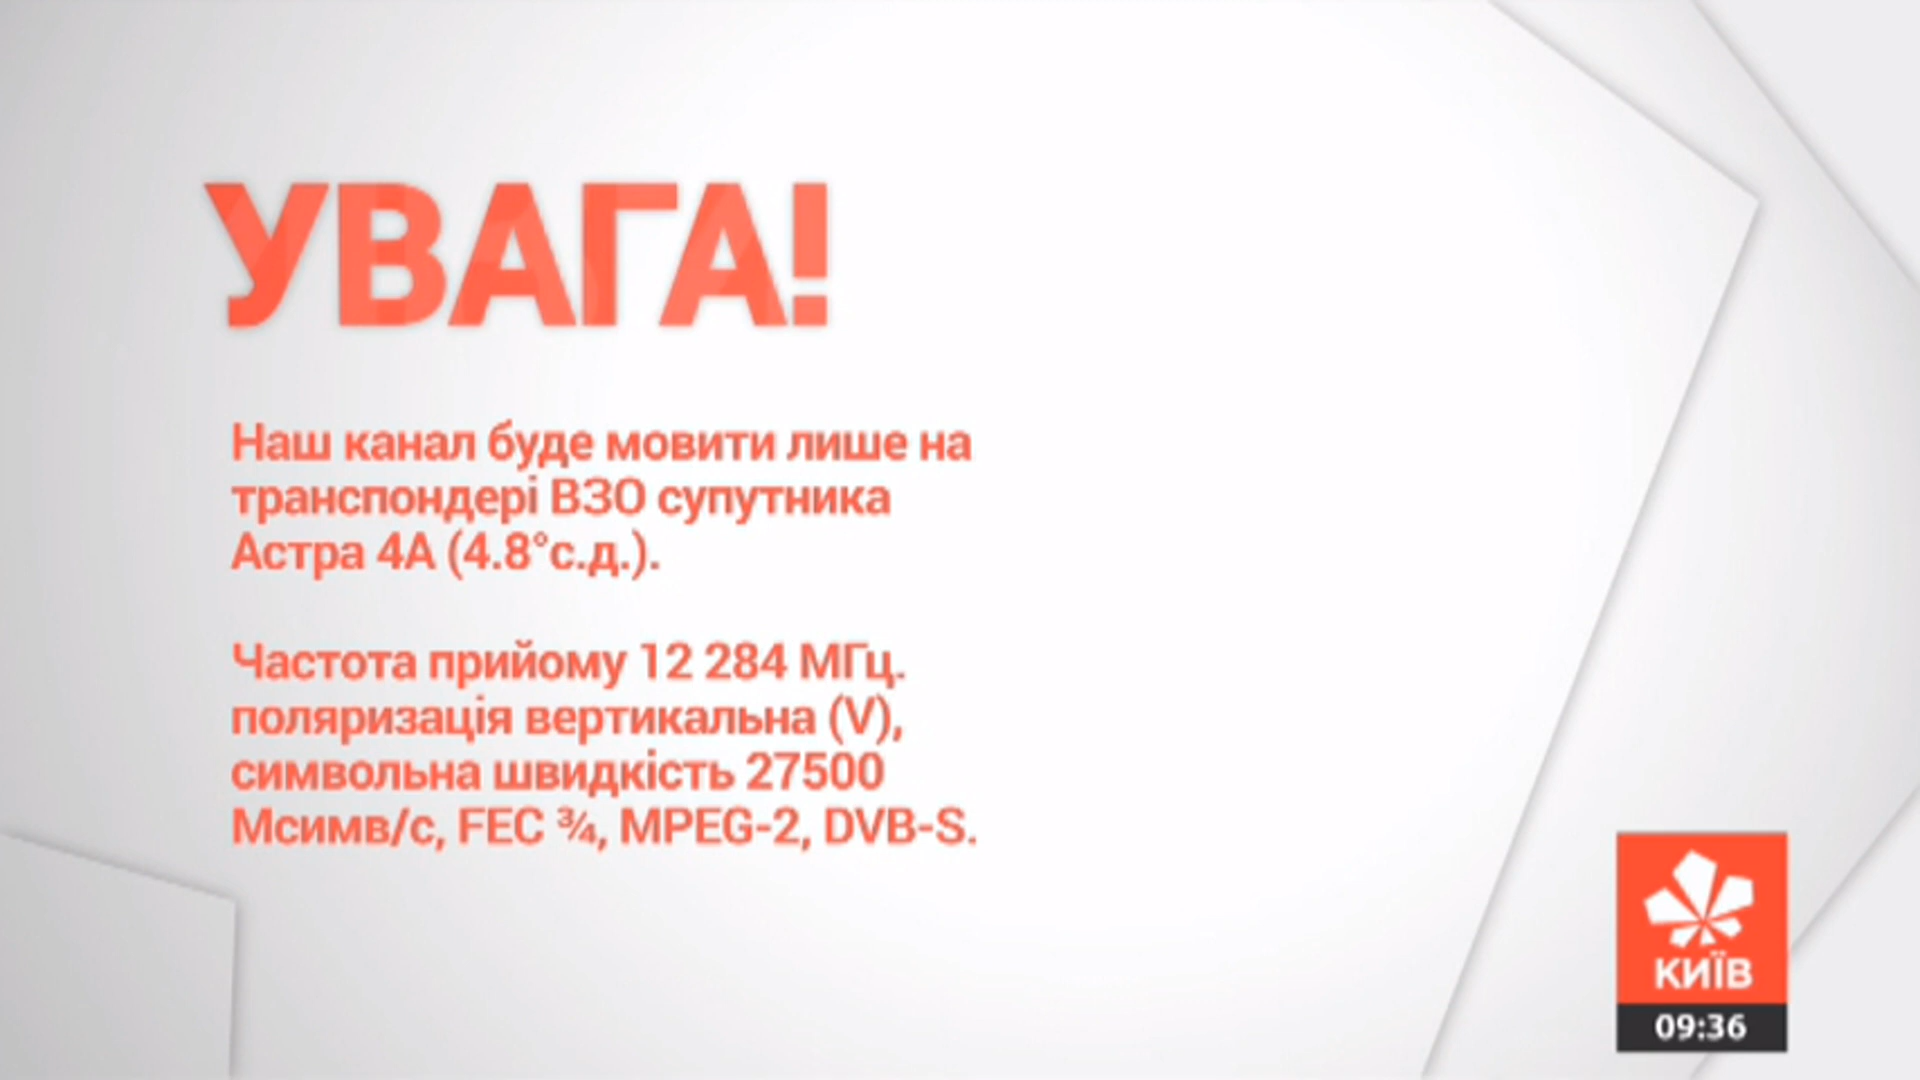 УВАГА!
Наш канал буде мовити лише на
транспондері ВЗО супутника
Астра 4А (4.8°с.д.).
Частота прийому 12 284 МГц.
поляризація вертикальна (V),
символьна швидкість 27500
Мсимв/с, FEC ¾, MPEG-2, DVB-S.
КИЇВ
09:36